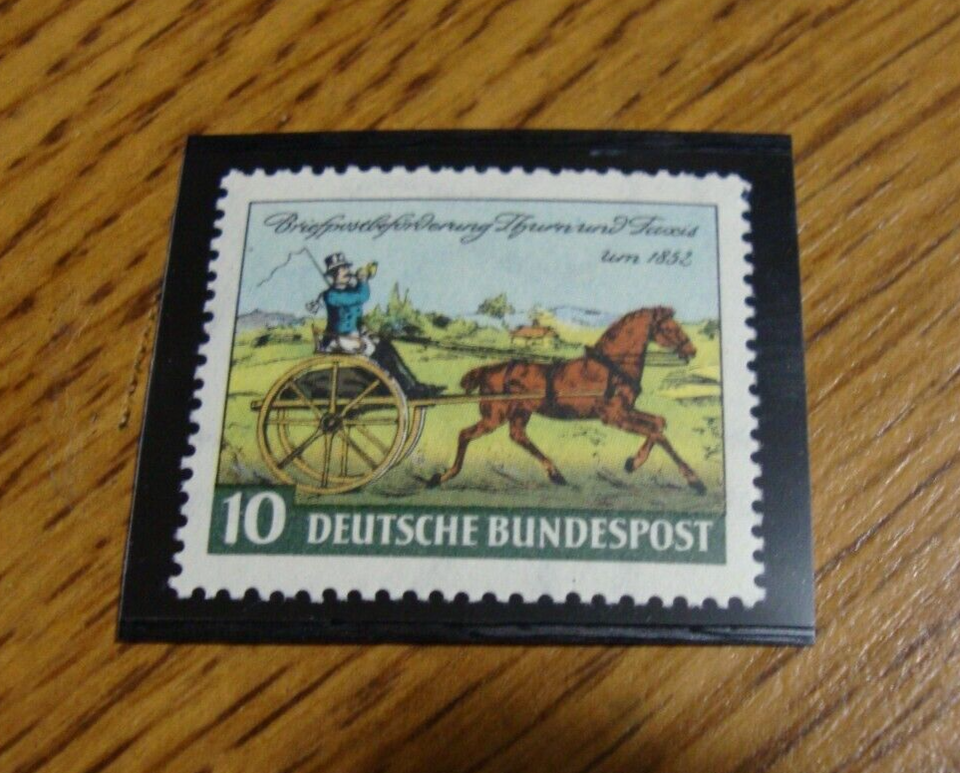 Briefpostbeförderung Thurn und Taxis
um 1852
10 DEUTSCHE BUNDESPOST